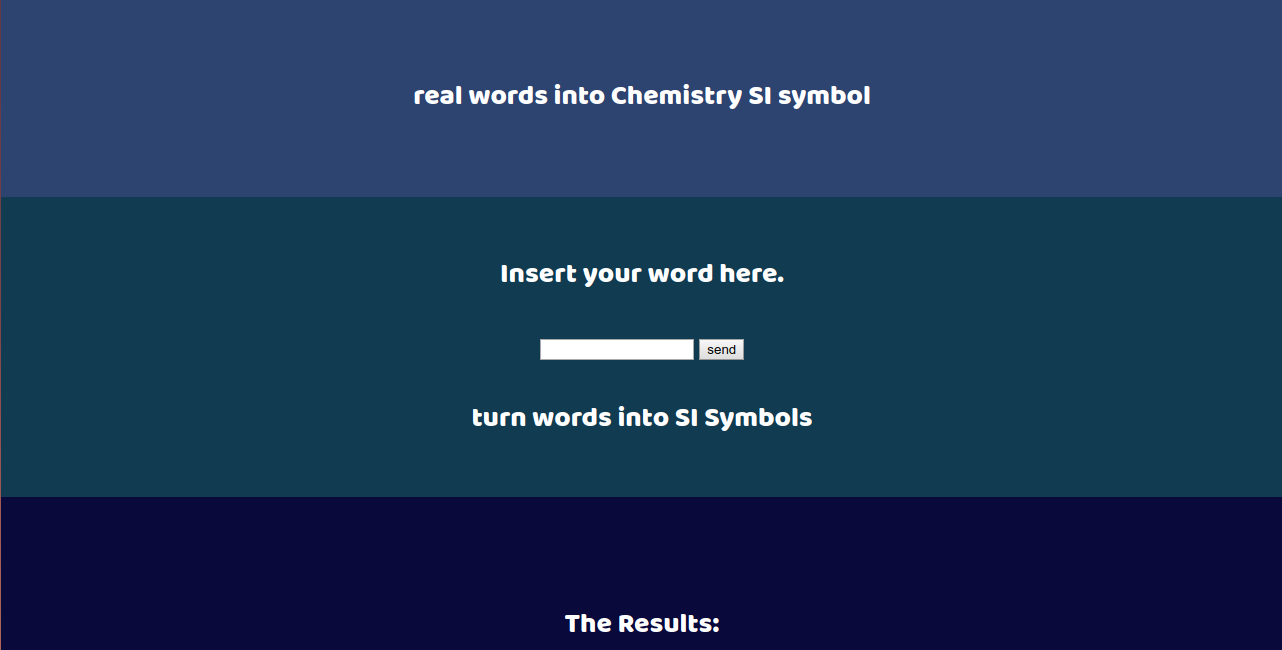 real words into Chemistry SI symbol
Insert your word here.
send
turn words into SI Symbols
The Results: